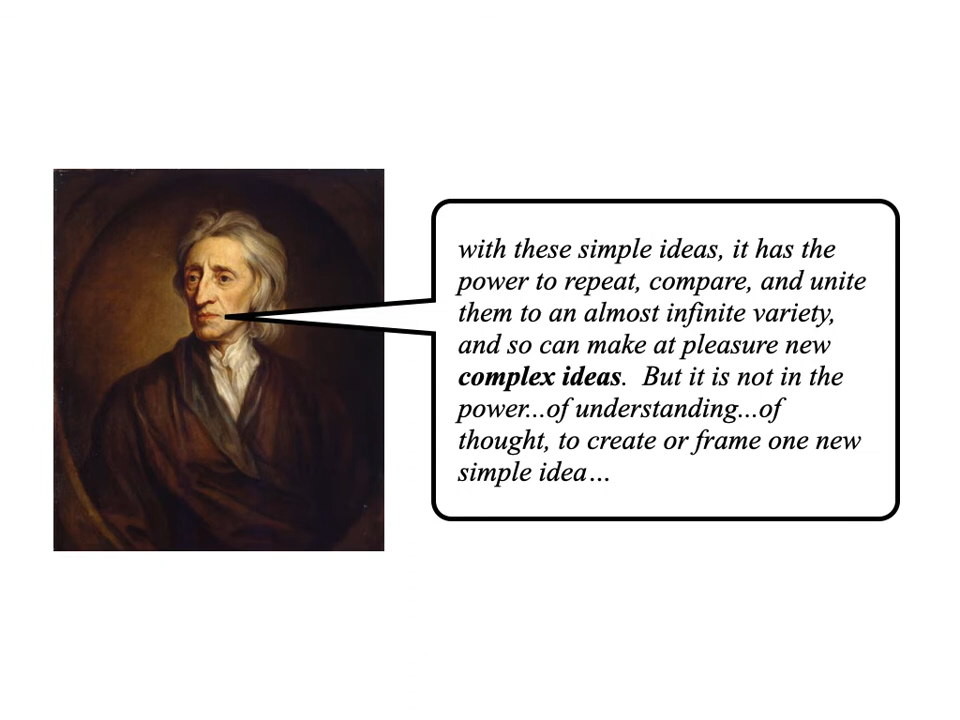 with these simple ideas, it has the
power to repeat, compare, and unite
them to an almost infinite variety,
and so can make at pleasure new
complex ideas.  But it is not in the
power...of understanding...of
thought, to create or frame one new
simple idea…